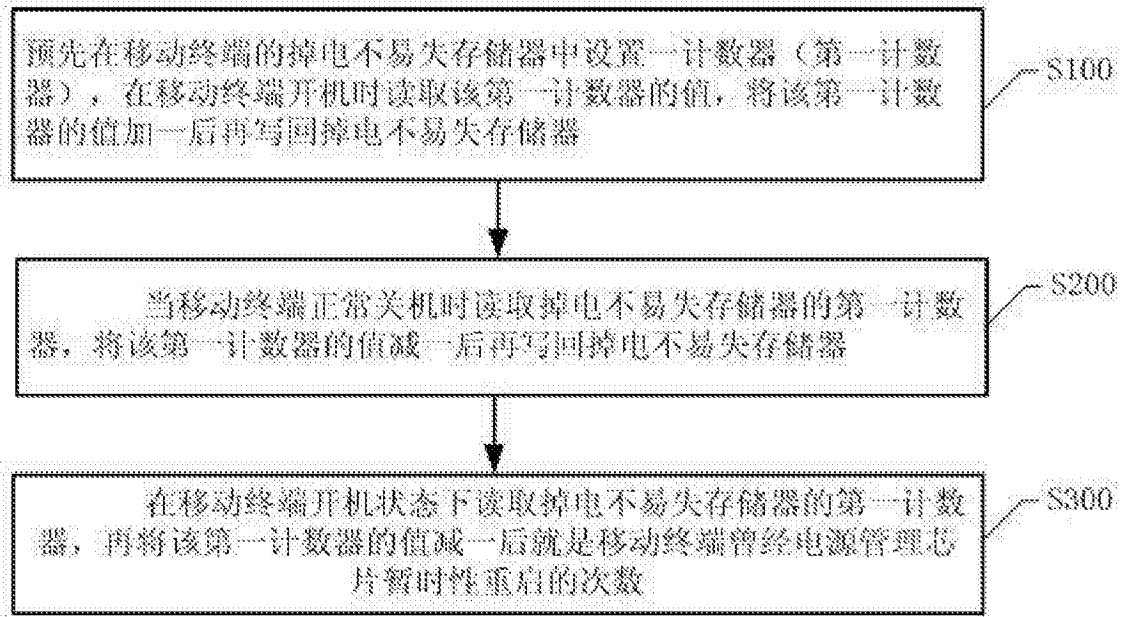 预先在移动终端的掉电不易失存储器中设置一计数器（第一计数
器），在移动终端开机时读取该第一计数器的值，将该第一计数
器的值加一后再写回掉电不易失存储器
S100
当移动终端正常关机时读取掉电不易失存储器的第一计数
器，将该第一计数器的值减一后再写回掉电不易失存储器
S200
在移动终端开机状态下读取掉电不易失存储器的第一计数
器，再将该第一计数器的值减一后就是移动终端曾经电源管理芯
片暂时性重启的次数
S300